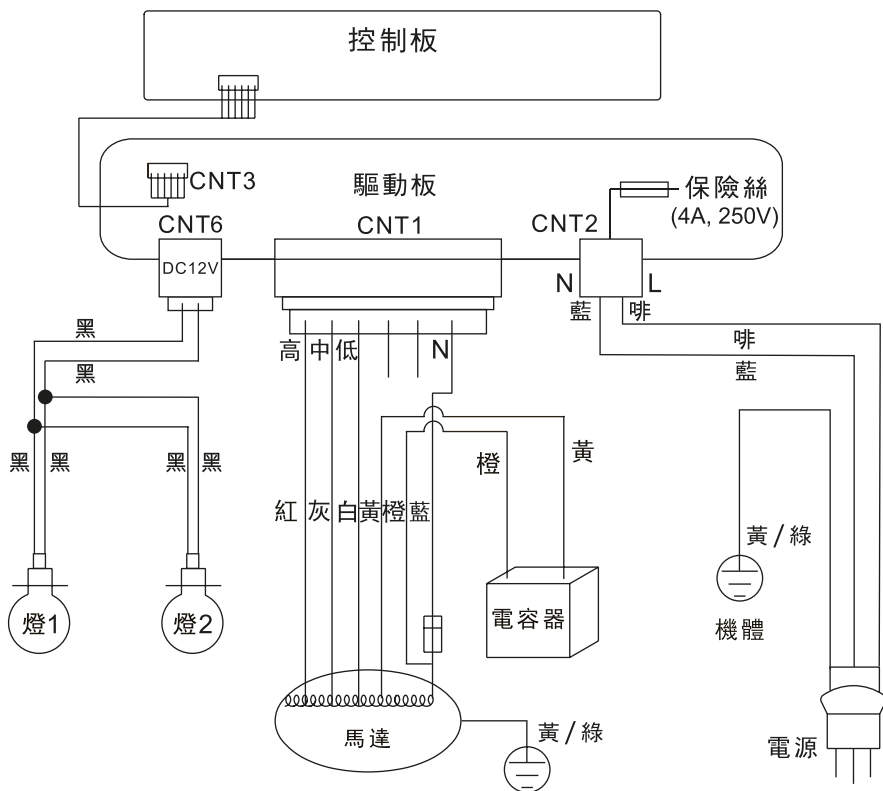 控制板
CNT3
驅動板
保險絲
(4A, 250V)
CNT6
CNT1
CNT2
DC12V
N
L
藍
啡
黑
高
中
低
N
啡
藍
黑
黑
黑
黑
黑
紅
灰
白
黃
橙
藍
橙
黃
黃/綠
燈1
燈2
電容器
機體
馬達
黃/綠
電源